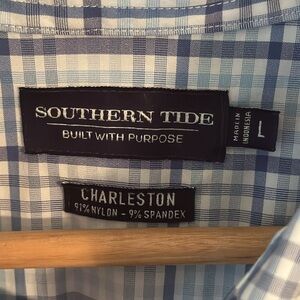 SOUTHERN TIDE
BUILT WITH PURPOSE
MADE IN
INDONESIA
L
CHARLESTON
91% NYLON - 9% SPANDEX